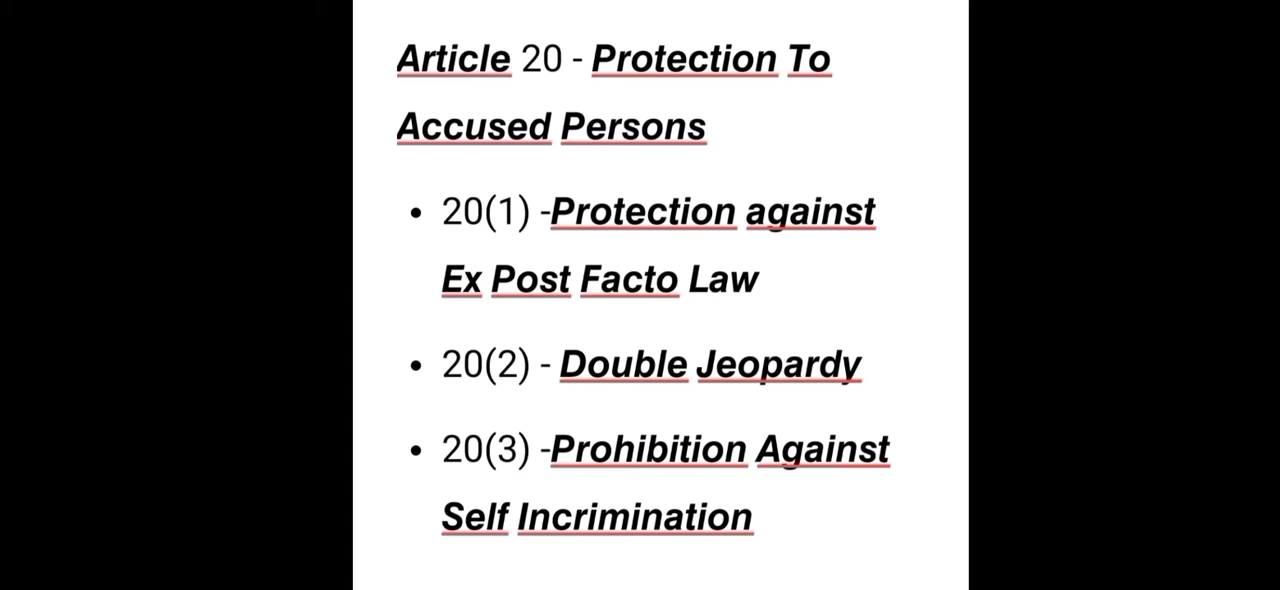 Article 20 - Protection To
Accused Persons
• 20(1) -Protection against
Ex Post Facto Law
• 20(2) - Double Jeopardy
• 20(3) -Prohibition Against
Self Incrimination